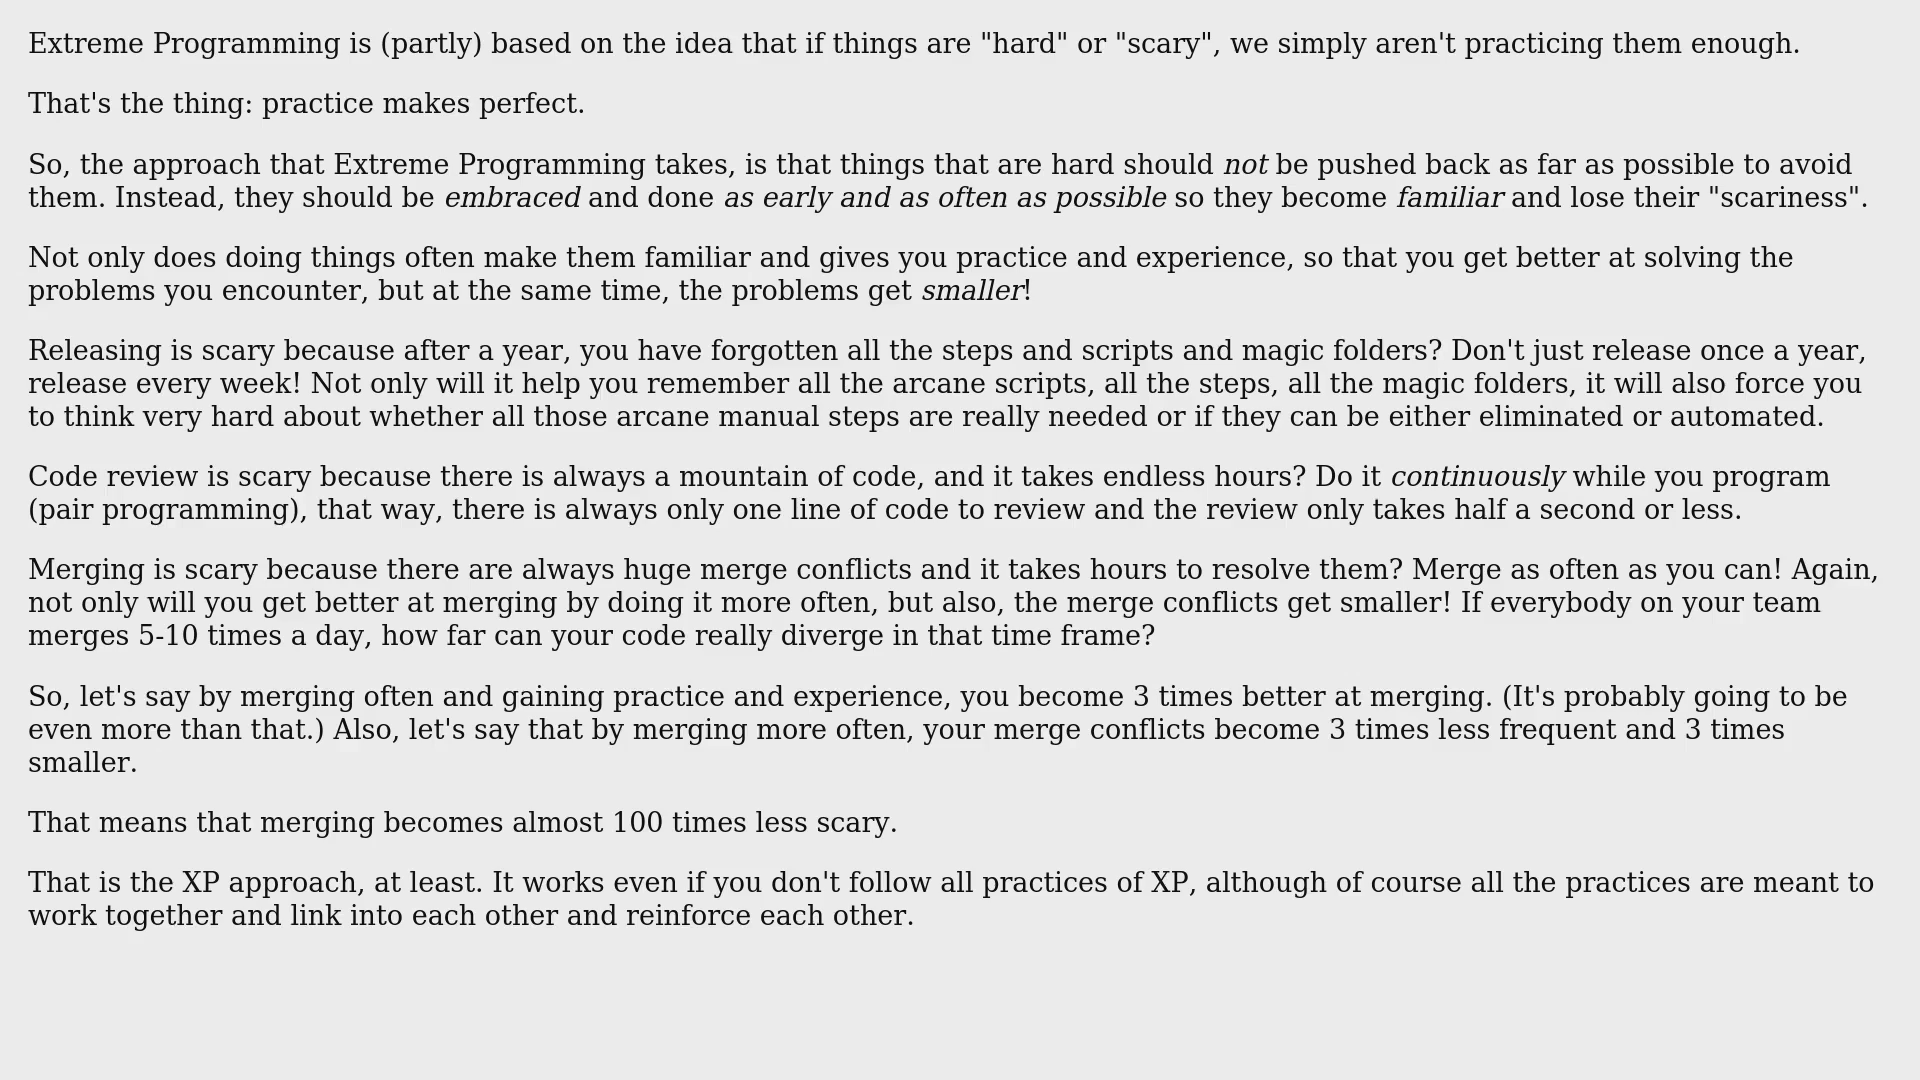 Extreme Programming is (partly) based on the idea that if things are "hard" or "scary", we simply aren't practicing them enough.
That's the thing: practice makes perfect.
So, the approach that Extreme Programming takes, is that things that are hard should not be pushed back as far as possible to avoid
them. Instead, they should be embraced and done as early and as often as possible so they become familiar and lose their "scariness".
Not only does doing things often make them familiar and gives you practice and experience, so that you get better at solving the
problems you encounter, but at the same time, the problems get smaller!
Releasing is scary because after a year, you have forgotten all the steps and scripts and magic folders? Don't just release once a year,
release every week! Not only will it help you remember all the arcane scripts, all the steps, all the magic folders, it will also force you
to think very hard about whether all those arcane manual steps are really needed or if they can be either eliminated or automated.
Code review is scary because there is always a mountain of code, and it takes endless hours? Do it continuously while you program
(pair programming), that way, there is always only one line of code to review and the review only takes half a second or less.
Merging is scary because there are always huge merge conflicts and it takes hours to resolve them? Merge as often as you can! Again,
not only will you get better at merging by doing it more often, but also, the merge conflicts get smaller! If everybody on your team
merges 5-10 times a day, how far can your code really diverge in that time frame?
So, let's say by merging often and gaining practice and experience, you become 3 times better at merging. (It's probably going to be
even more than that.) Also, let's say that by merging more often, your merge conflicts become 3 times less frequent and 3 times
smaller.
That means that merging becomes almost 100 times less scary.
That is the XP approach, at least. It works even if you don't follow all practices of XP, although of course all the practices are meant to
work together and link into each other and reinforce each other.